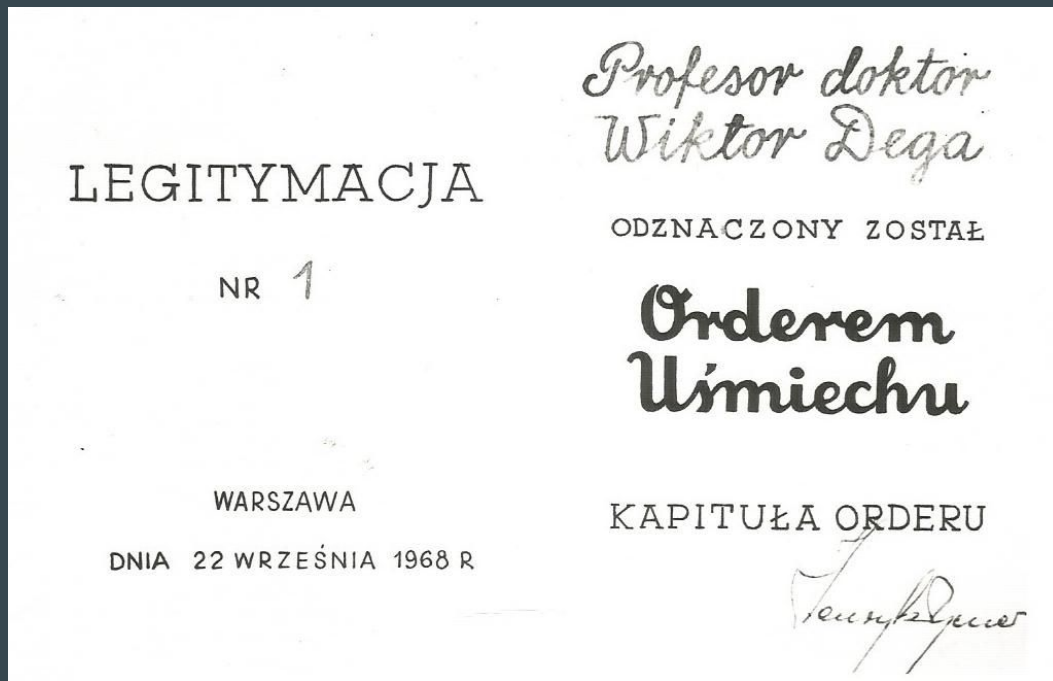 LEGITYMACJA
NR 1
WARSZAWA
DNIA 22 WRZEŚNIA 1968 R
Profesor doktor
Wiktor Dega
ODZNACZONY ZOSTAŁ
Orderem
Uśmiechu
KAPITUŁA ORDERU